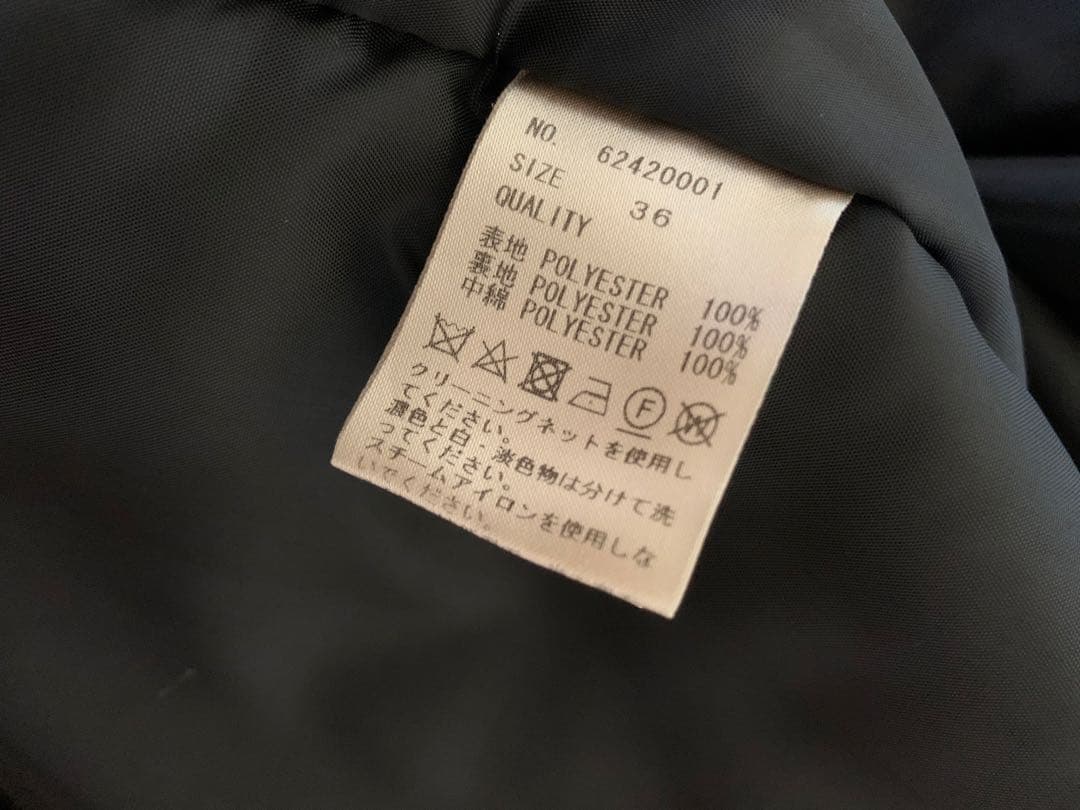 NO. 62420001
SIZE 36
QUALITY
表地 POLYESTER 100%
裏地 POLYESTER 100%
中綿 POLYESTER 100%
F W
クリーニングネットを使用し
てください。
濃色と白・淡色物は分けて洗
ってください。
スチームアイロンを使用しな
いでください。